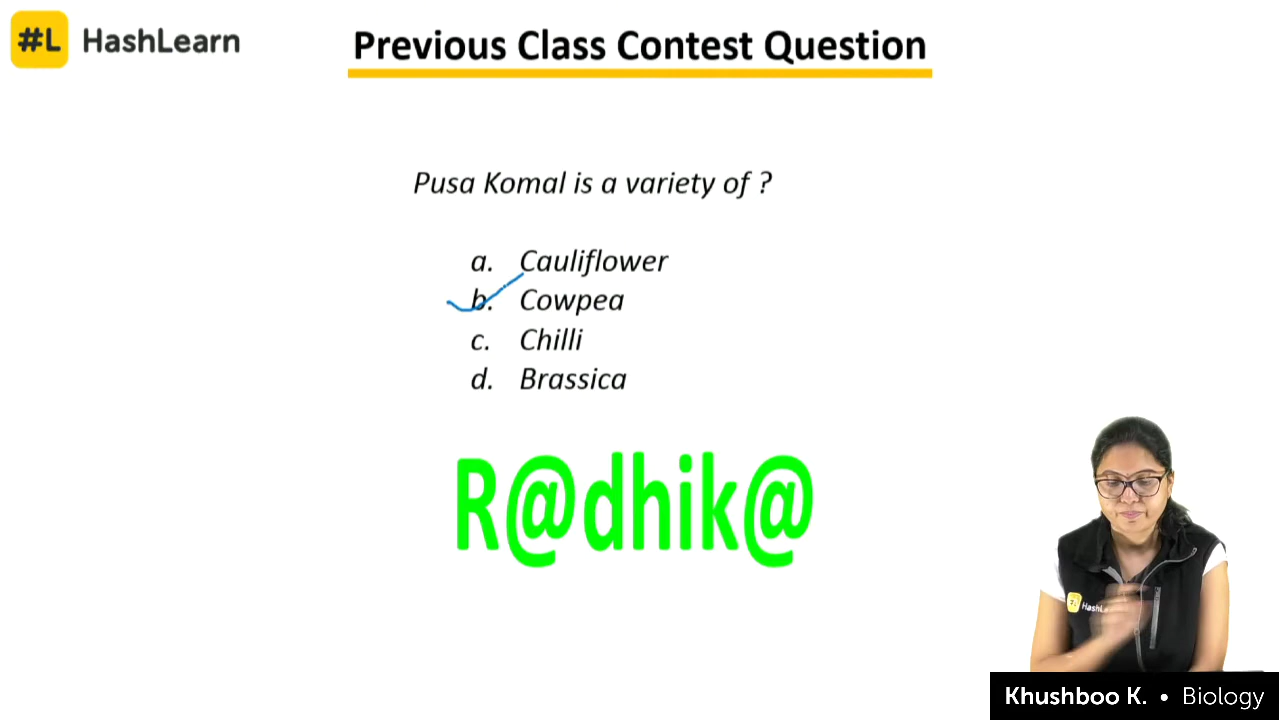 #L HashLearn
Previous Class Contest Question
Pusa Komal is a variety of ?
a. Cauliflower
b. Cowpea
c. Chilli
d. Brassica
R@dhik@
Khushboo K. • Biology